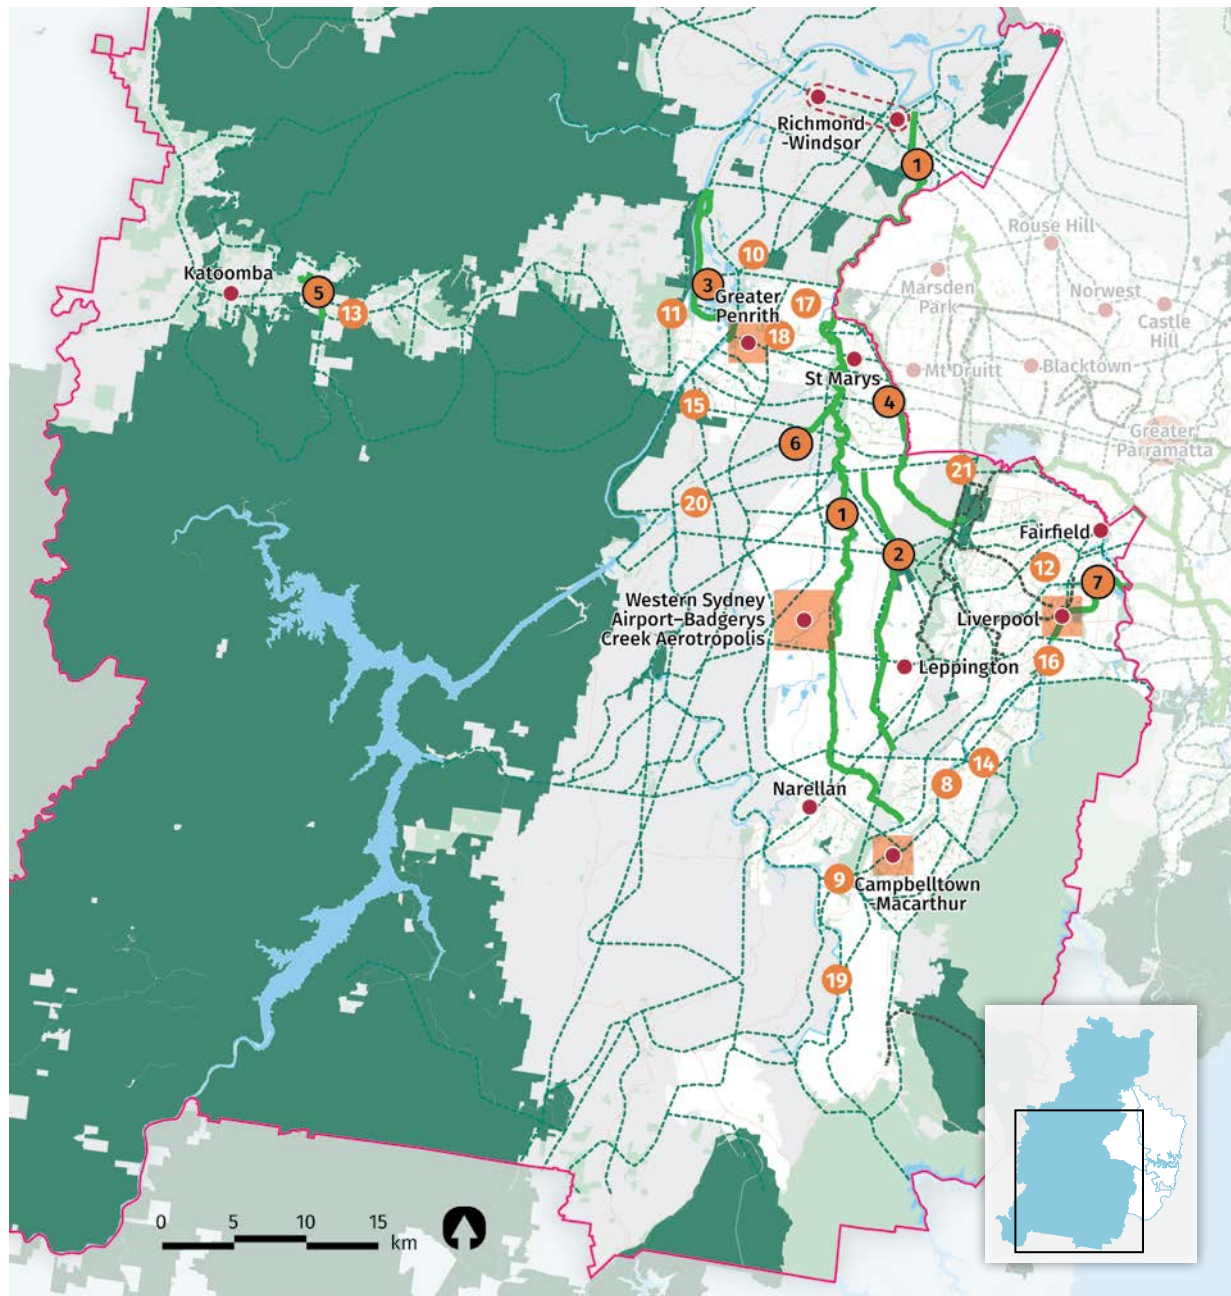 Richmond
-Windsor
1
Rouse Hill
10
Katoomba
Marsden
Park
Norwest
5
3
Greater
Penrith
17
13
11
Castle
Hill
18
St Marys
Mt Druitt
Blacktown
15
4
6
Greater
Parramatta
21
20
1
Fairfield
2
12
7
Western Sydney
Airport–Badgerys
Creek Aerotropolis
Liverpool
16
Leppington
14
8
Narellan
9
Campbelltown
-Macarthur
19
0 5 10 15
km